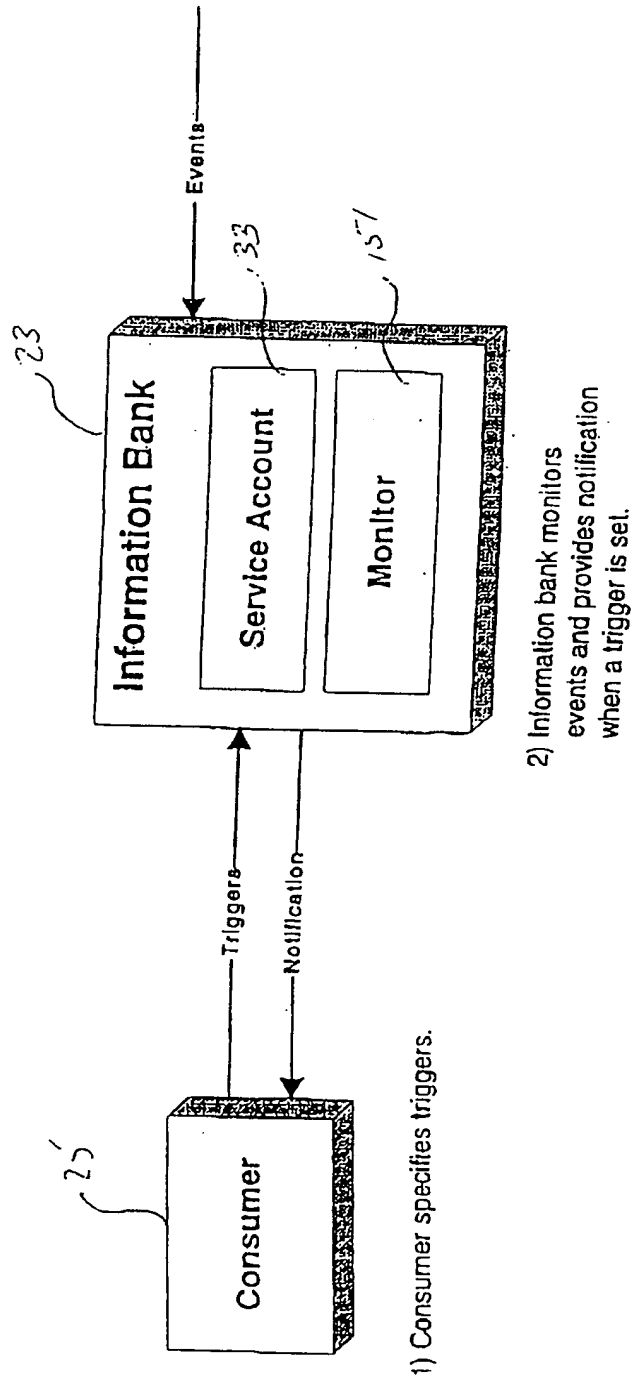 25
Consumer
1) Consumer specifies triggers.
Triggers
Notification
23
Information Bank
Service Account
33
Monitor
151
Events
2) Information bank monitors
events and provides notification
when a trigger is set.